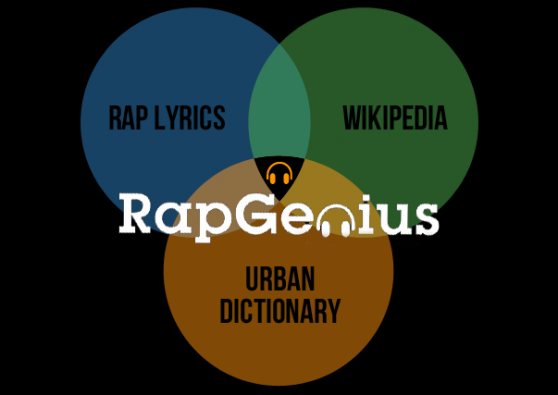 RAP LYRICS
WIKIPEDIA
RapGenius
URBAN
DICTIONARY